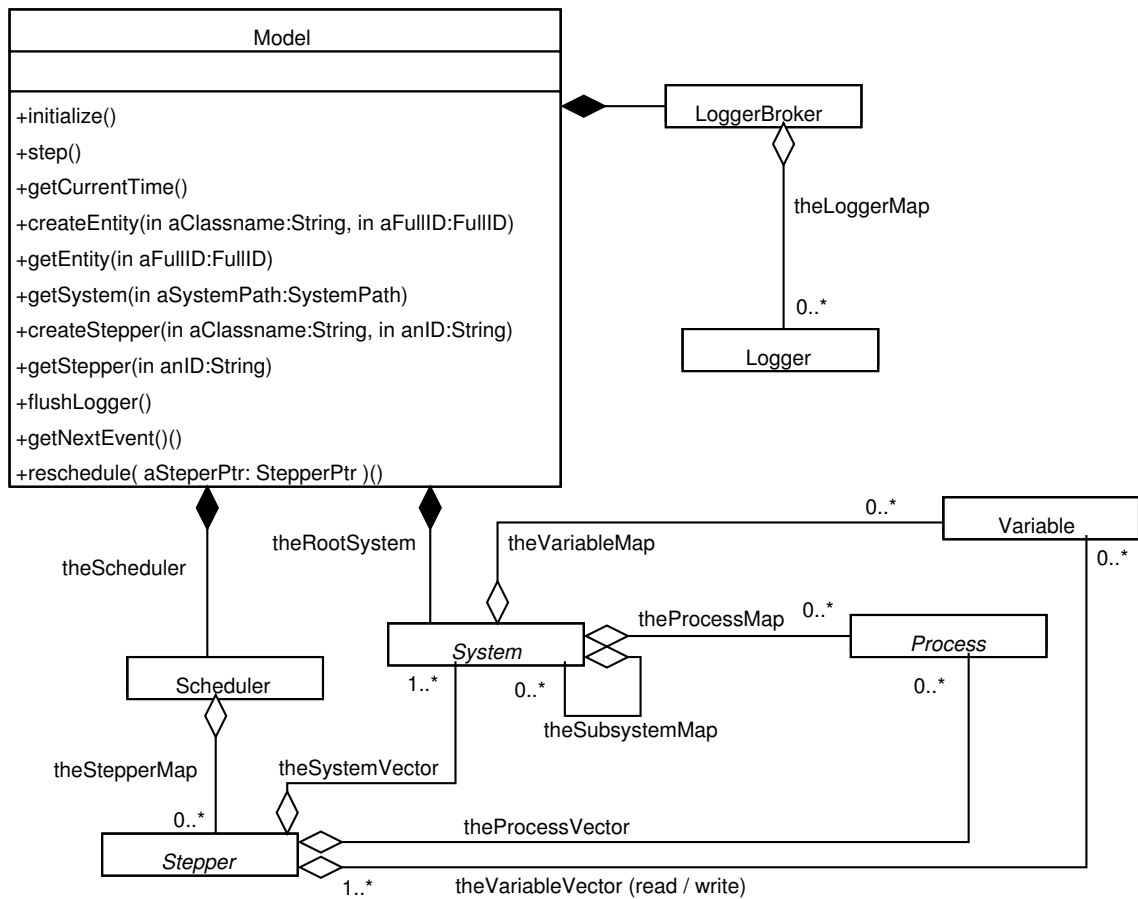 Model
+initialize()
+step()
+getCurrentTime()
+createEntity(in aClassname:String, in aFullID:FullID)
+getEntity(in aFullID:FullID)
+getSystem(in aSystemPath:SystemPath)
+createStepper(in aClassname:String, in anID:String)
+getStepper(in anID:String)
+flushLogger()
+getNextEvent()()
+reschedule( aSteperPtr: StepperPtr )()
LoggerBroker
theLoggerMap
0..*
Logger
theScheduler
theRootSystem
theVariableMap
0..*
Variable
0..*
theProcessMap
0..*
System
Process
1..*
0..*
0..*
theSubsystemMap
Scheduler
theStepperMap
theSystemVector
0..*
theProcessVector
Stepper
1..*
theVariableVector (read / write)